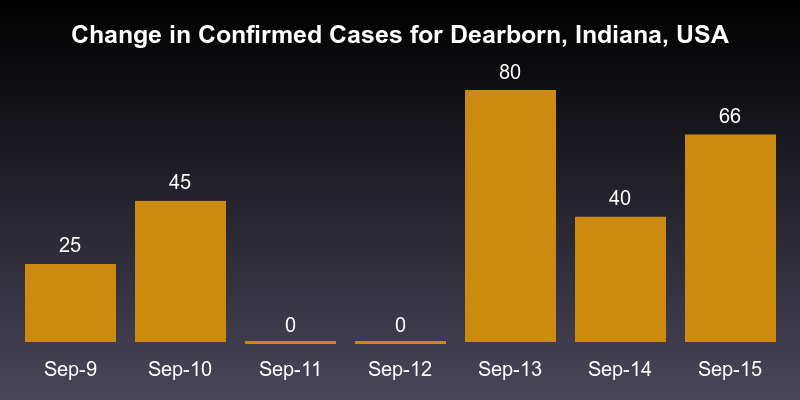 Change in Confirmed Cases for Dearborn, Indiana, USA
25
45
0
0
80
40
66
Sep-9
Sep-10
Sep-11
Sep-12
Sep-13
Sep-14
Sep-15